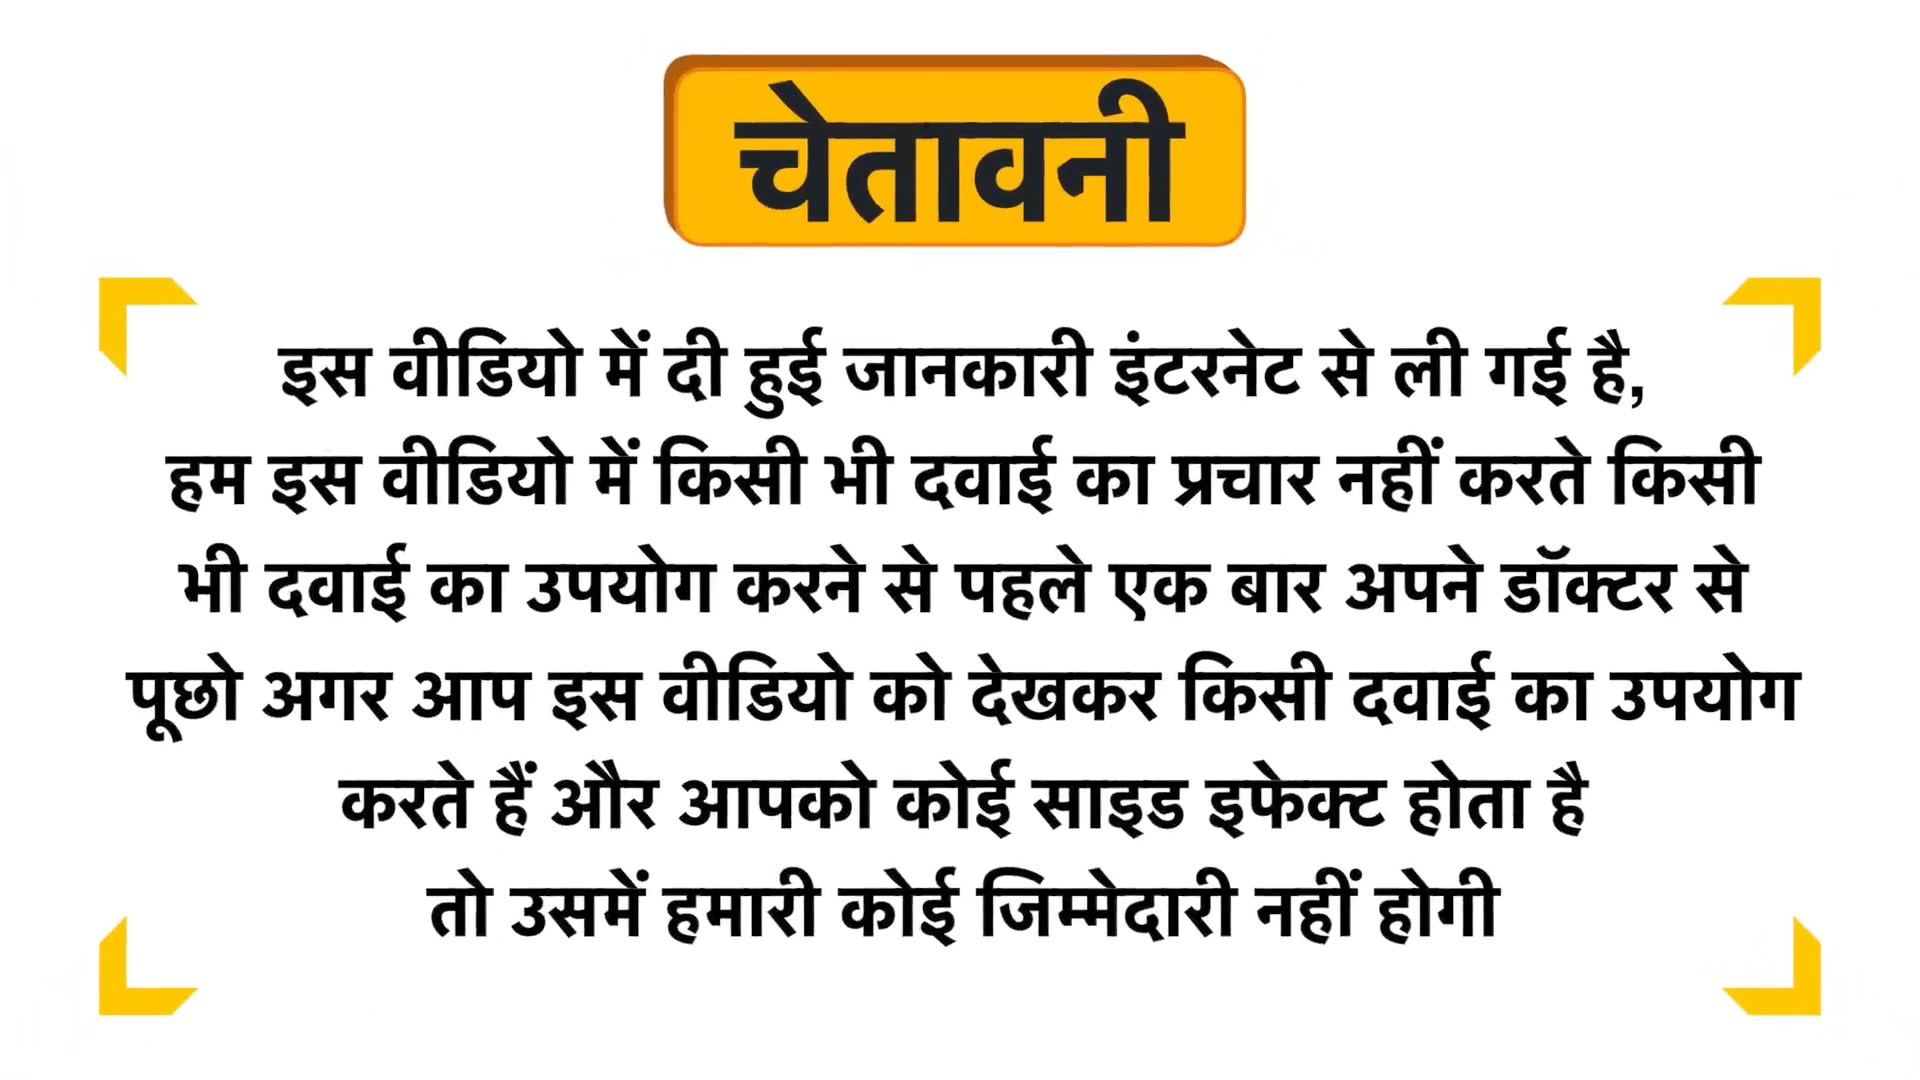 चेतावनी
इस वीडियो में दी हुई जानकारी इंटरनेट से ली गई है,
हम इस वीडियो में किसी भी दवाई का प्रचार नहीं करते किसी
भी दवाई का उपयोग करने से पहले एक बार अपने डॉक्टर से
पूछो अगर आप इस वीडियो को देखकर किसी दवाई का उपयोग
करते हैं और आपको कोई साइड इफेक्ट होता है
तो उसमें हमारी कोई जिम्मेदारी नहीं होगी